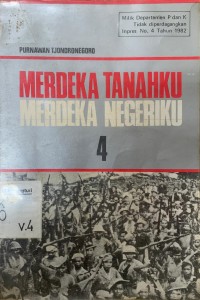 Milik Departemen P dan K
Tidak diperdagangkan
Inpres No. 4 Tahun 1982
PURNAWAN TJONDRONEGORO
MERDEKA TANAHKU
MERDEKA NEGERIKU
4
v.4